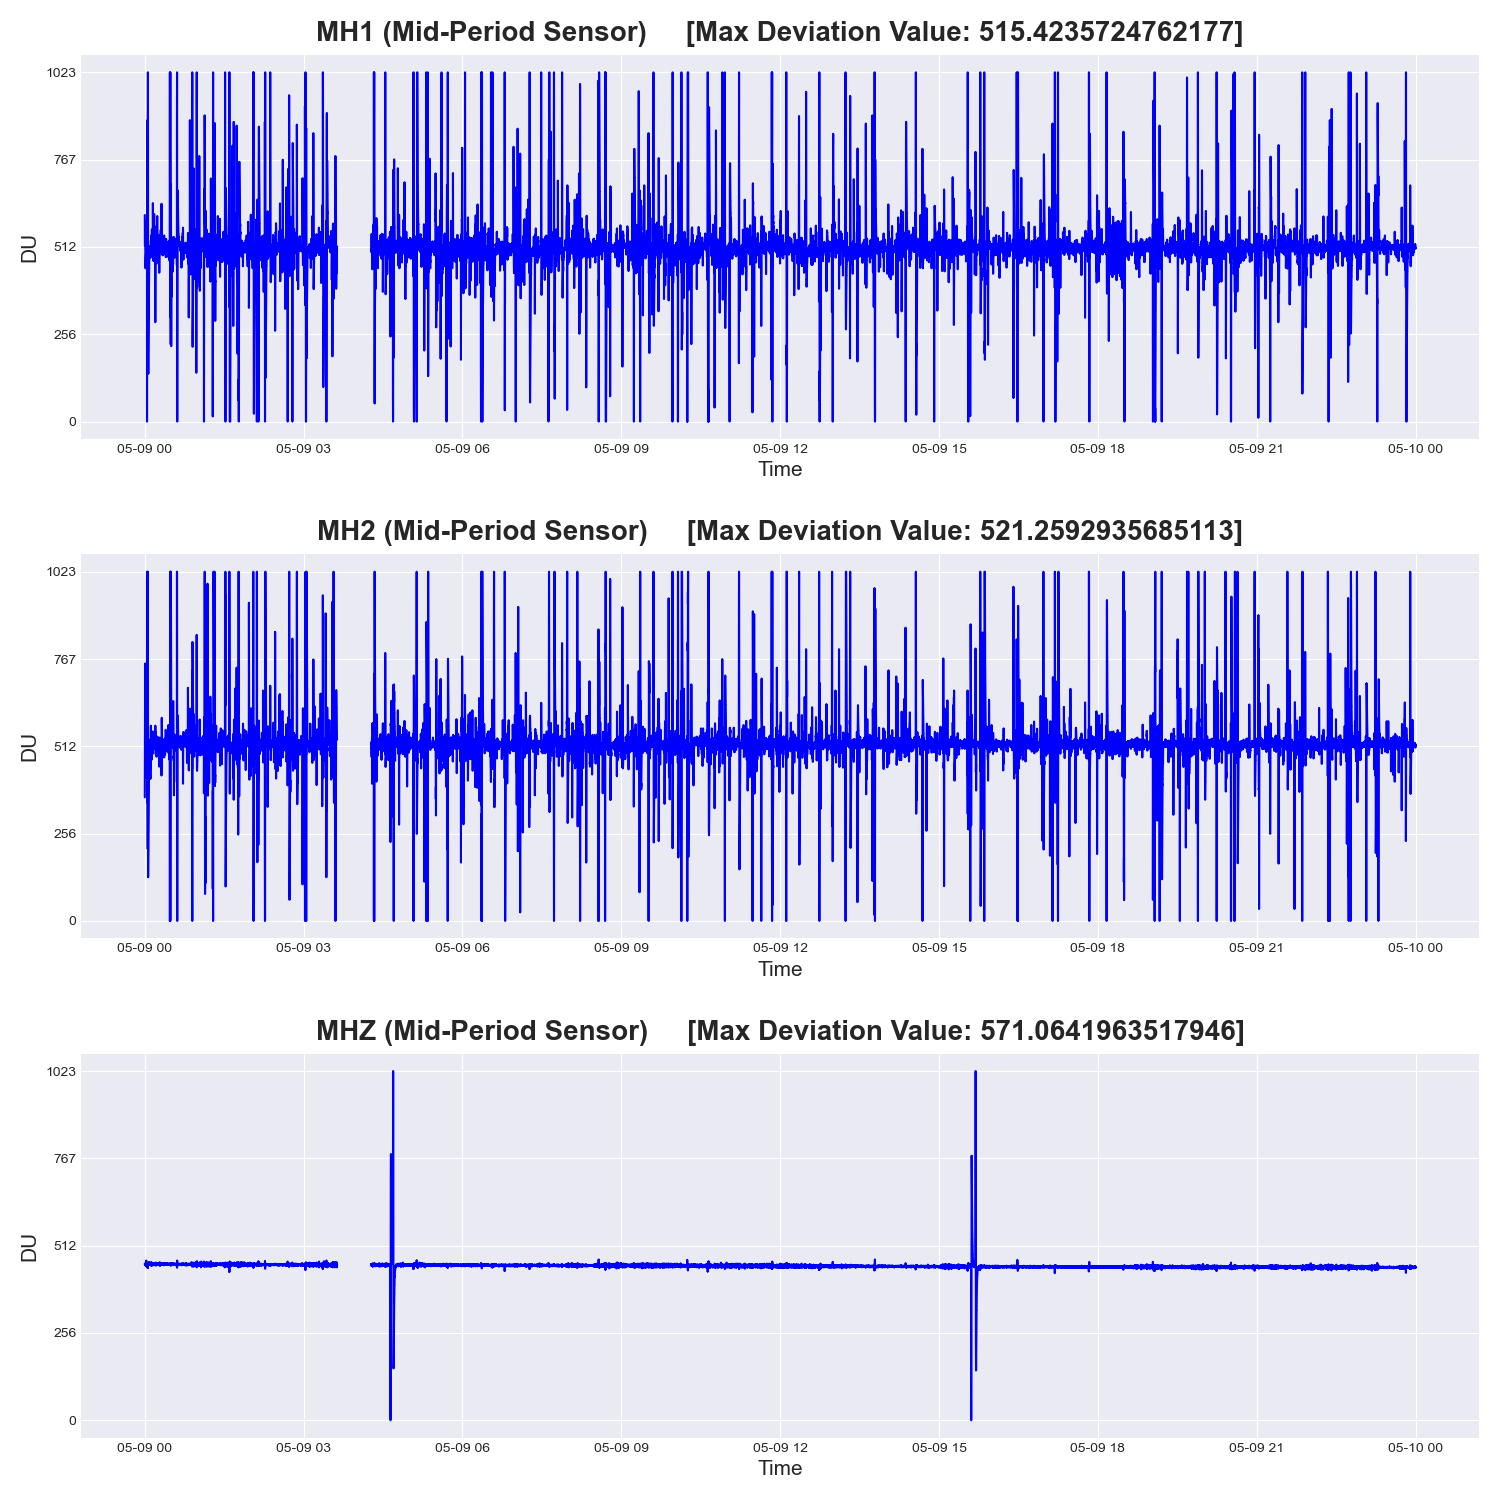 MH1 (Mid-Period Sensor) [Max Deviation Value: 515.4235724762177]
1023
767
512
256
0
DU
05-09 00 05-09 03 05-09 06 05-09 09 05-09 12 05-09 15 05-09 18 05-09 21 05-10 00
Time
MH2 (Mid-Period Sensor) [Max Deviation Value: 521.2592935685113]
1023
767
512
256
0
DU
05-09 00 05-09 03 05-09 06 05-09 09 05-09 12 05-09 15 05-09 18 05-09 21 05-10 00
Time
MHZ (Mid-Period Sensor) [Max Deviation Value: 571.0641963517946]
1023
767
512
256
0
DU
05-09 00 05-09 03 05-09 06 05-09 09 05-09 12 05-09 15 05-09 18 05-09 21 05-10 00
Time